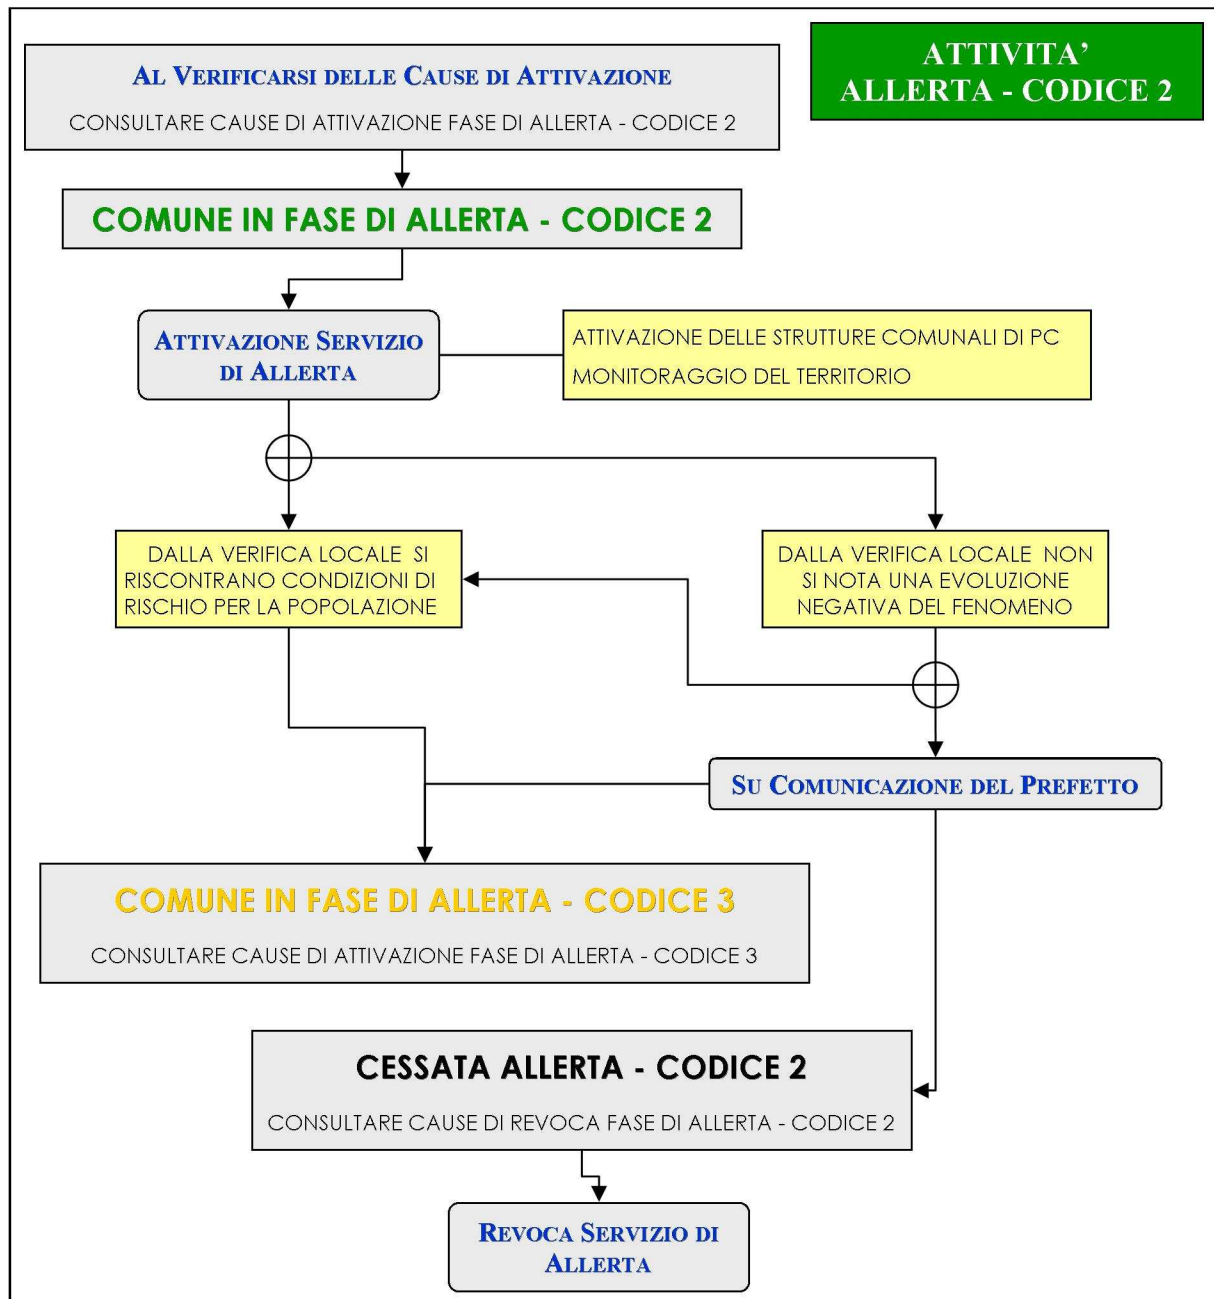 ATTIVITA’
ALLERTA - CODICE 2
AL VERIFICARSI DELLE CAUSE DI ATTIVAZIONE
CONSULTARE CAUSE DI ATTIVAZIONE FASE DI ALLERTA - CODICE 2
COMUNE IN FASE DI ALLERTA - CODICE 2
ATTIVAZIONE SERVIZIO
DI ALLERTA
ATTIVAZIONE DELLE STRUTTURE COMUNALI DI PC
MONITORAGGIO DEL TERRITORIO
DALLA VERIFICA LOCALE SI
RISCONTRANO CONDIZIONI DI
RISCHIO PER LA POPOLAZIONE
DALLA VERIFICA LOCALE NON
SI NOTA UNA EVOLUZIONE
NEGATIVA DEL FENOMENO
SU COMUNICAZIONE DEL PREFETTO
COMUNE IN FASE DI ALLERTA - CODICE 3
CONSULTARE CAUSE DI ATTIVAZIONE FASE DI ALLERTA - CODICE 3
CESSATA ALLERTA - CODICE 2
CONSULTARE CAUSE DI REVOCA FASE DI ALLERTA - CODICE 2
REVOCA SERVIZIO DI
ALLERTA